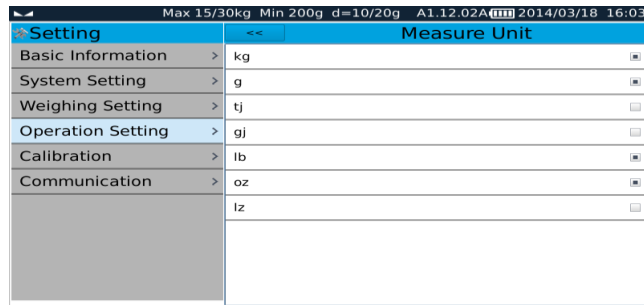 Max 15/30kg Min 200g d=10/20g A1.12.02A 2014/03/18 16:03
Setting
<< Measure Unit
Basic Information >
System Setting >
Weighing Setting >
Operation Setting >
Calibration >
Communication >
kg
g
tj
gj
lb
oz
lz